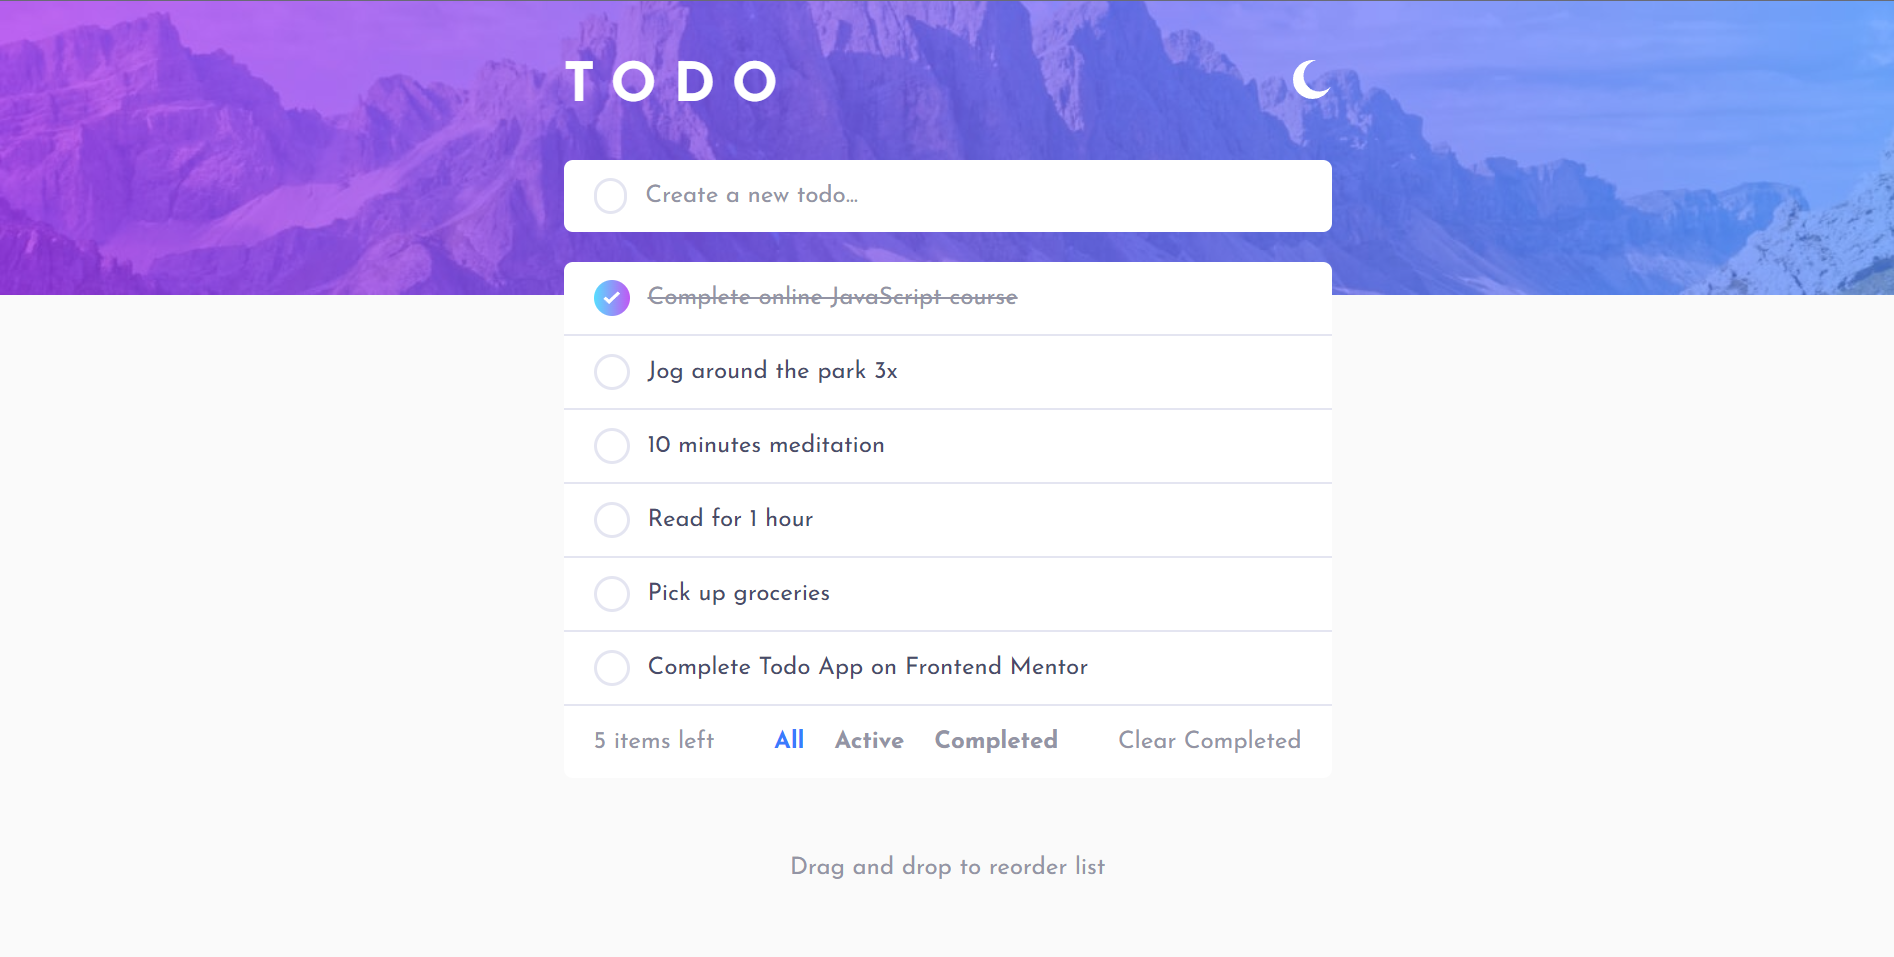 TODO
Create a new todo...
Complete online JavaScript course
Jog around the park 3x
10 minutes meditation
Read for 1 hour
Pick up groceries
Complete Todo App on Frontend Mentor
5 items left All Active Completed Clear Completed
Drag and drop to reorder list